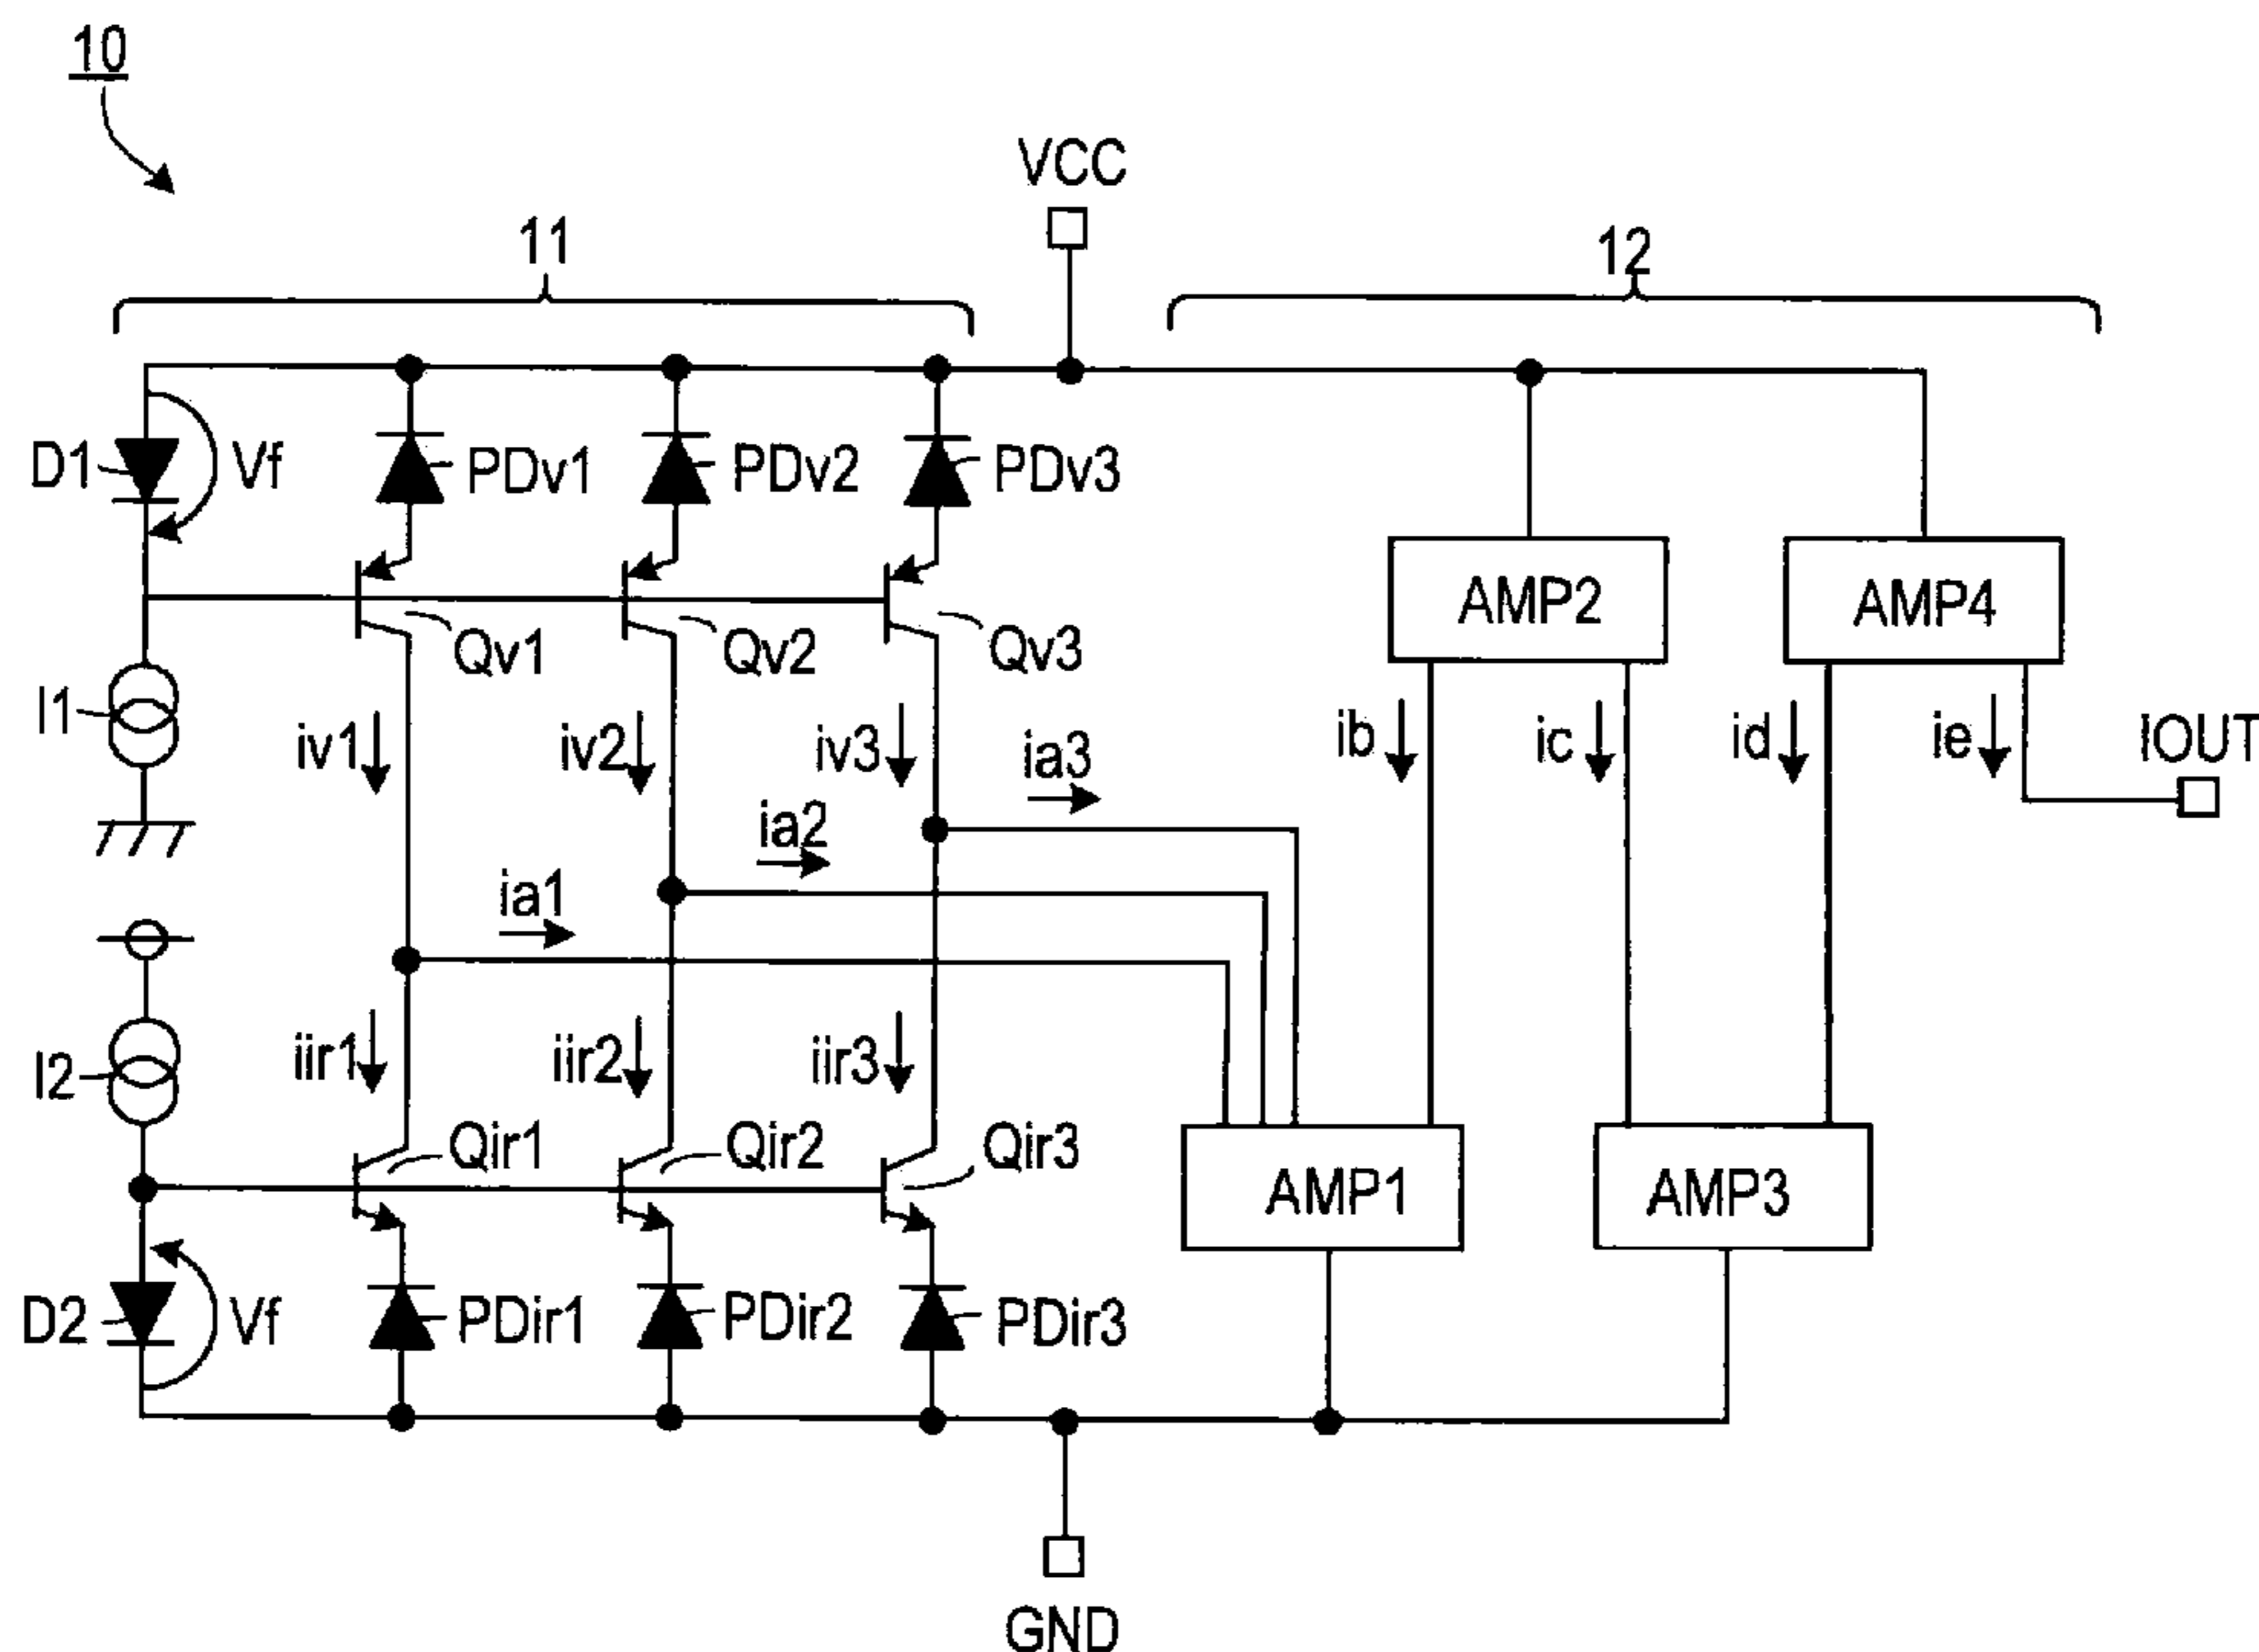 10
VCC
11
12
D1
Vf
PDv1
PDv2
PDv3
AMP2
AMP4
Qv1
Qv2
Qv3
I1
iv1
iv2
iv3
ia3
ib
ic
id
ie
IOUT
ia2
ia1
I2
iir1
iir2
iir3
Qir1
Qir2
Qir3
AMP1
AMP3
D2
Vf
PDir1
PDir2
PDir3
GND